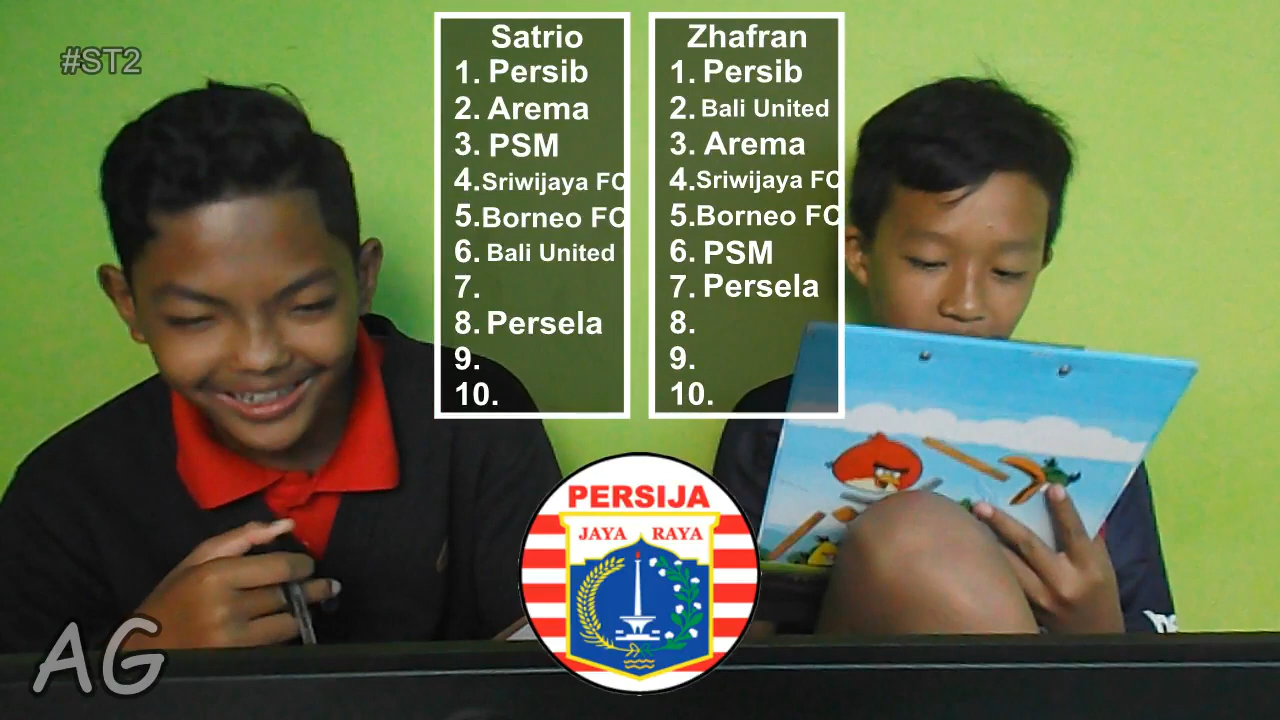 #ST2
Satrio
1. Persib
2. Arema
3. PSM
4. Sriwijaya FC
5. Borneo FC
6. Bali United
7.
8. Persela
9.
10.
Zhafran
1. Persib
2. Bali United
3. Arema
4. Sriwijaya FC
5. Borneo FC
6. PSM
7. Persela
8.
9.
10.
PERSIJA
JAYA RAYA
AG